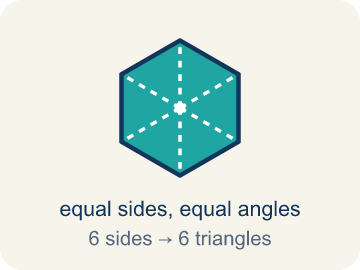 equal sides, equal angles
6 sides → 6 triangles